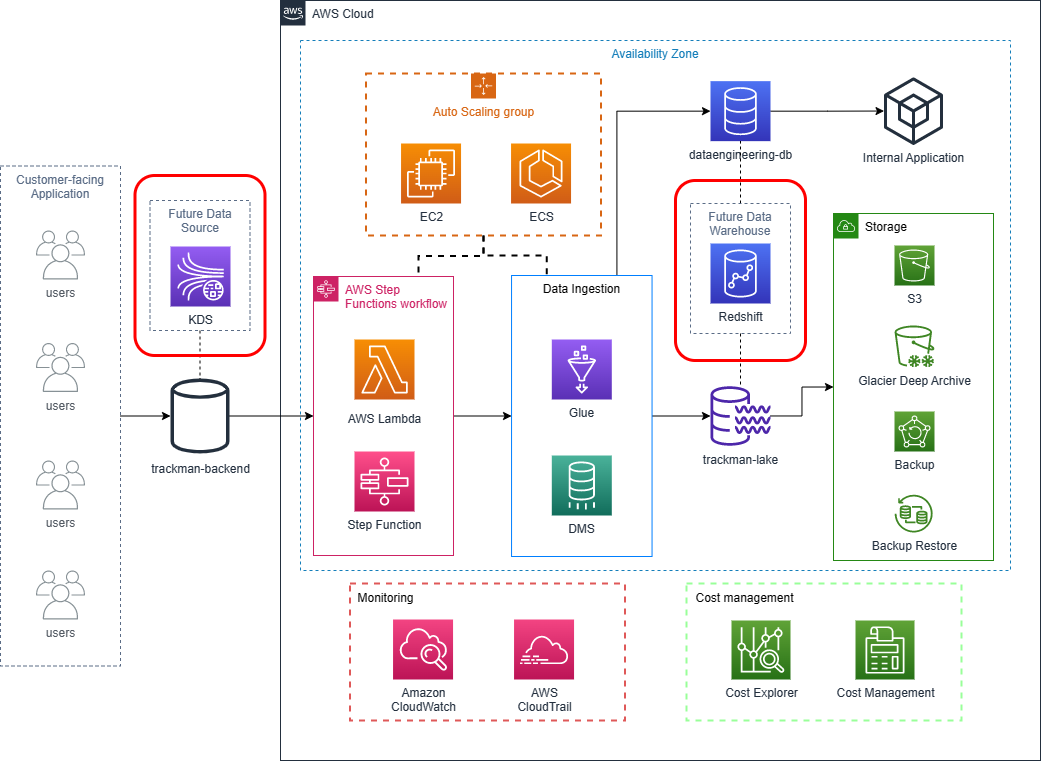 aws
AWS Cloud
Availability Zone
Auto Scaling group
EC2
ECS
dataengineering-db
Internal Application
Customer-facing
Application
users
users
users
users
Future Data
Source
KDS
trackman-backend
AWS Step
Functions workflow
AWS Lambda
Step Function
Data Ingestion
Glue
DMS
Future Data
Warehouse
Redshift
trackman-lake
Storage
S3
Glacier Deep Archive
Backup
Backup Restore
Monitoring
Amazon
CloudWatch
AWS
CloudTrail
Cost management
Cost Explorer
Cost Management